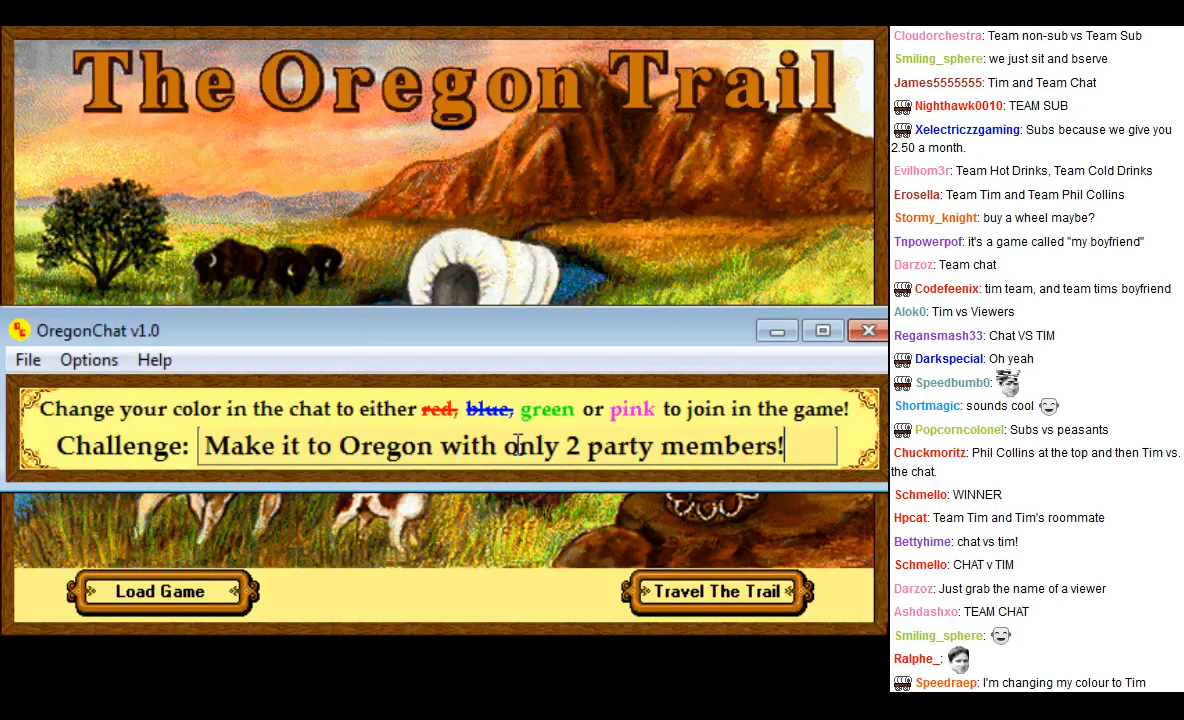 The Oregon Trail
OregonChat v1.0
File Options Help
Change your color in the chat to either red, blue, green or pink to join in the game!
Challenge: Make it to Oregon with only 2 party members!
Load Game
Travel The Trail
Cloudorchestra: Team non-sub vs Team Sub
Smiling_sphere: we just sit and bserve
James5555555: Tim and Team Chat
Nighthawk0010: TEAM SUB
Xelectriczzgaming: Subs because we give you
2.50 a month.
Evilhom3r: Team Hot Drinks, Team Cold Drinks
Erosella: Team Tim and Team Phil Collins
Stormy_knight: buy a wheel maybe?
Tnpowerpof: it's a game called "my boyfriend"
Darzoz: Team chat
Codefeenix: tim team, and team tims boyfriend
Alok0: Tim vs Viewers
Regansmash33: Chat VS TIM
Darkspecial: Oh yeah
Speedbumb0:
Shortmagic: sounds cool
Popcorncolonel: Subs vs peasants
Chuckmoritz: Phil Collins at the top and then Tim vs.
the chat.
Schmello: WINNER
Hpcat: Team Tim and Tim's roommate
Bettyhime: chat vs tim!
Schmello: CHAT v TIM
Darzoz: Just grab the name of a viewer
Ashdashxo: TEAM CHAT
Smiling_sphere:
Ralphe_:
Speedraep: I'm changing my colour to Tim